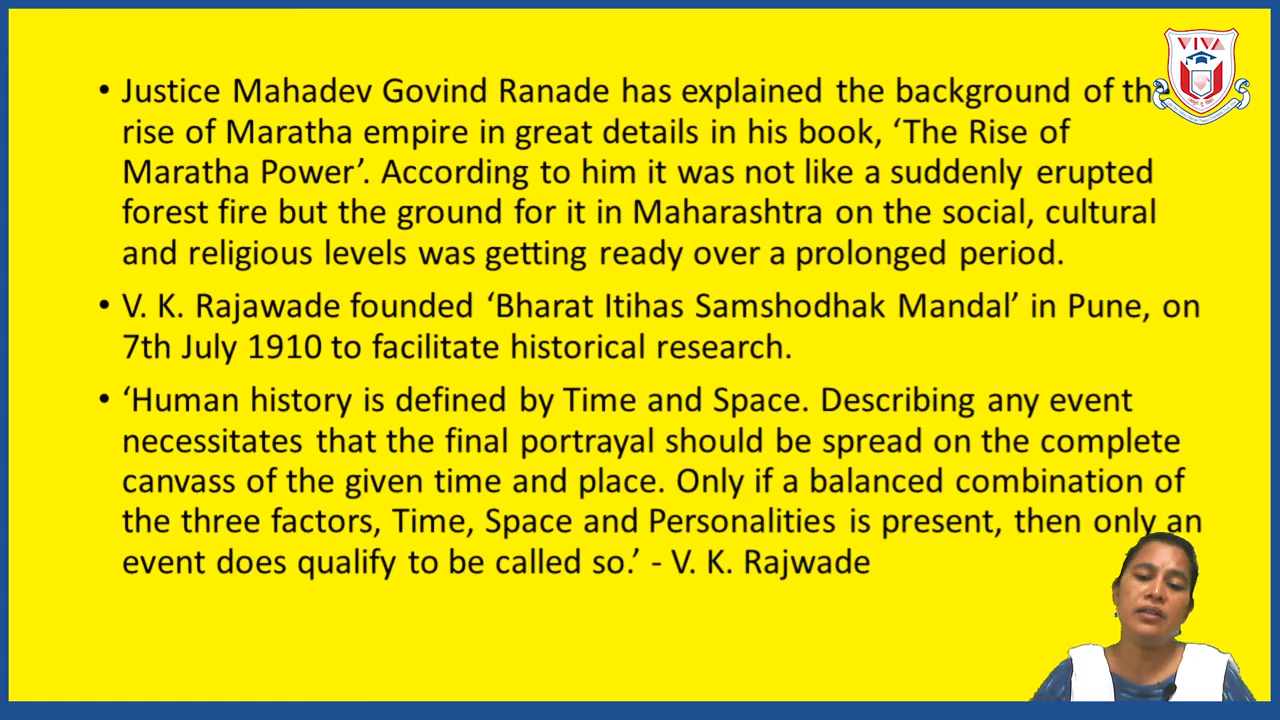 VIVA
• Justice Mahadev Govind Ranade has explained the background of th
rise of Maratha empire in great details in his book, ‘The Rise of
Maratha Power’. According to him it was not like a suddenly erupted
forest fire but the ground for it in Maharashtra on the social, cultural
and religious levels was getting ready over a prolonged period.
• V. K. Rajawade founded ‘Bharat Itihas Samshodhak Mandal’ in Pune, on
7th July 1910 to facilitate historical research.
• ‘Human history is defined by Time and Space. Describing any event
necessitates that the final portrayal should be spread on the complete
canvass of the given time and place. Only if a balanced combination of
the three factors, Time, Space and Personalities is present, then only an
event does qualify to be called so.’ - V. K. Rajwade